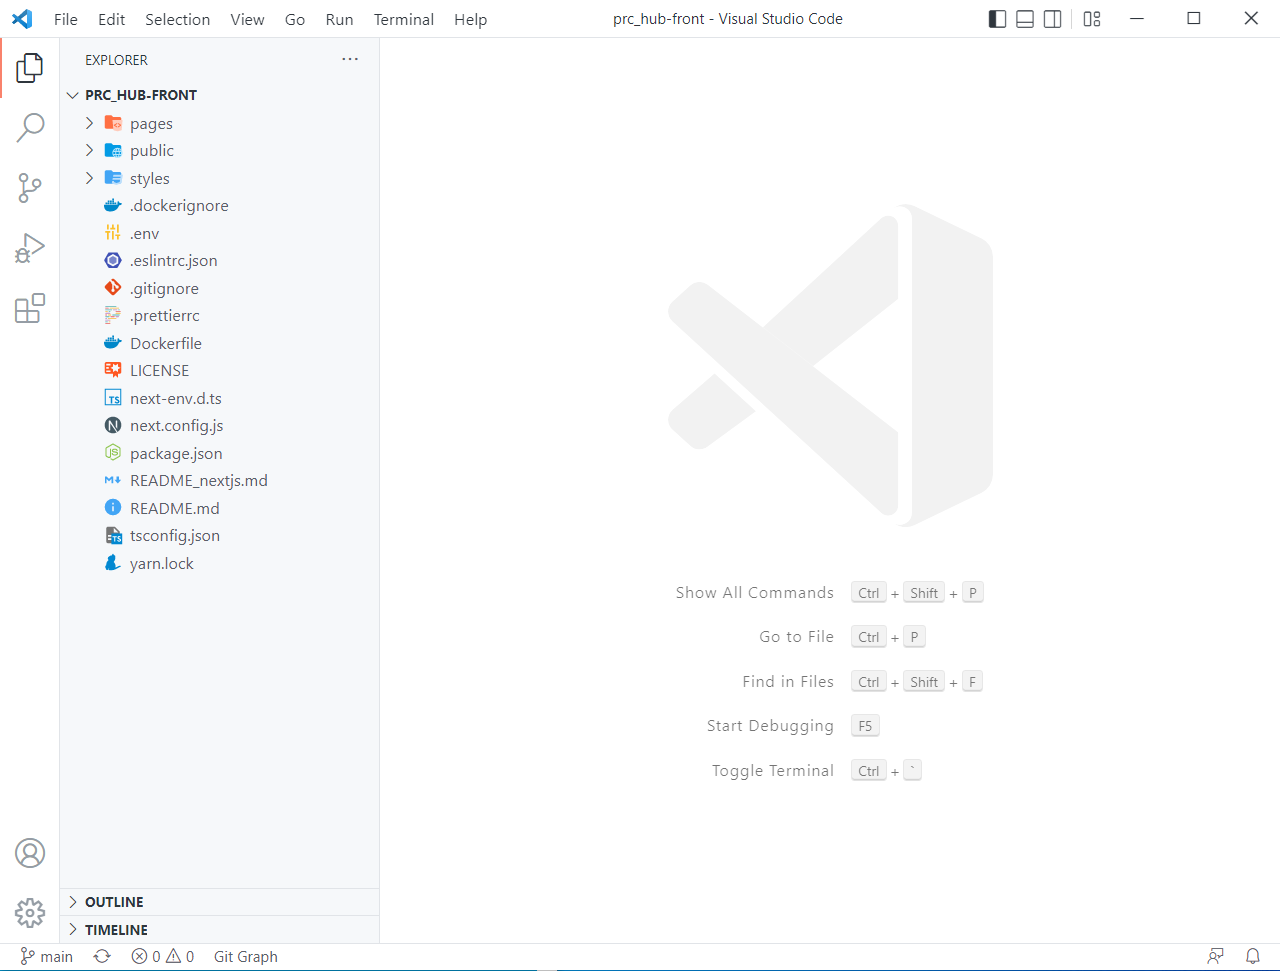 File Edit Selection View Go Run Terminal Help prc_hub-front - Visual Studio Code
EXPLORER
PRC_HUB-FRONT
pages
public
styles
.dockerignore
.env
.eslintrc.json
.gitignore
.prettierrc
Dockerfile
LICENSE
next-env.d.ts
next.config.js
package.json
README_nextjs.md
README.md
tsconfig.json
yarn.lock
Show All Commands Ctrl + Shift + P
Go to File Ctrl + P
Find in Files Ctrl + Shift + F
Start Debugging F5
Toggle Terminal Ctrl + `
OUTLINE
TIMELINE
main 0 0 Git Graph